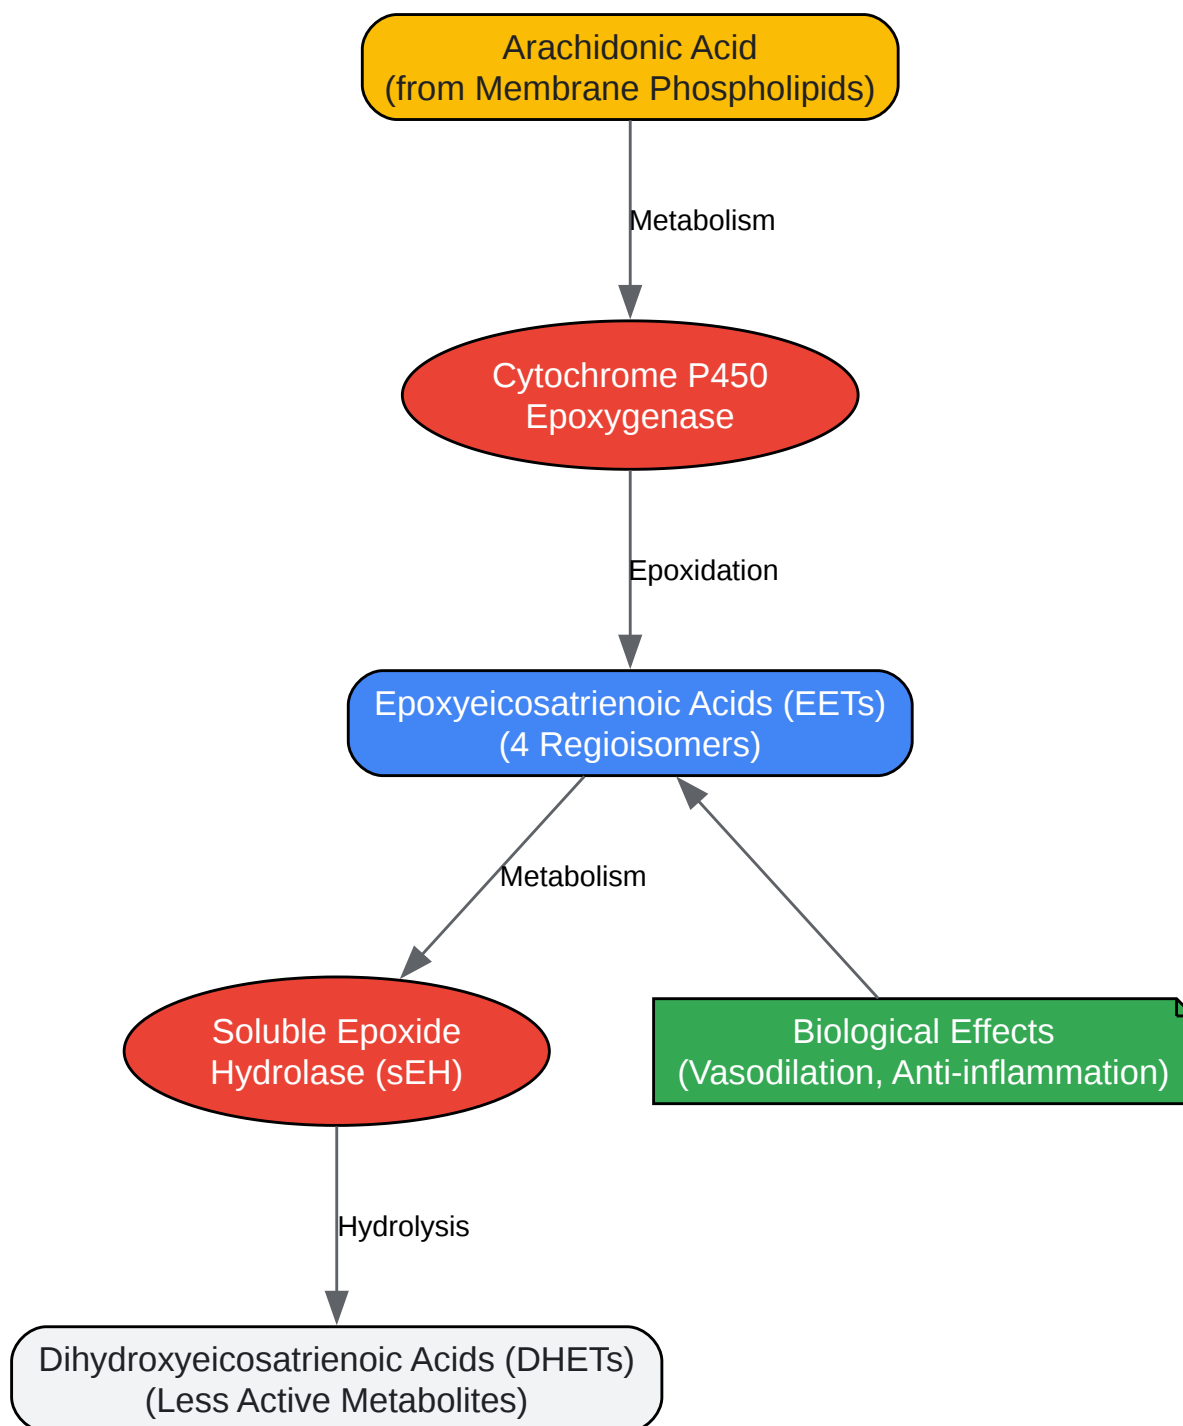 Arachidonic Acid
(from Membrane Phospholipids)
Metabolism
Cytochrome P450
Epoxygenase
Epoxidation
Epoxyeicosatrienoic Acids (EETs)
(4 Regioisomers)
Metabolism
Soluble Epoxide
Hydrolase (sEH)
Biological Effects
(Vasodilation, Anti-inflammation)
Hydrolysis
Dihydroxyeicosatrienoic Acids (DHETs)
(Less Active Metabolites)